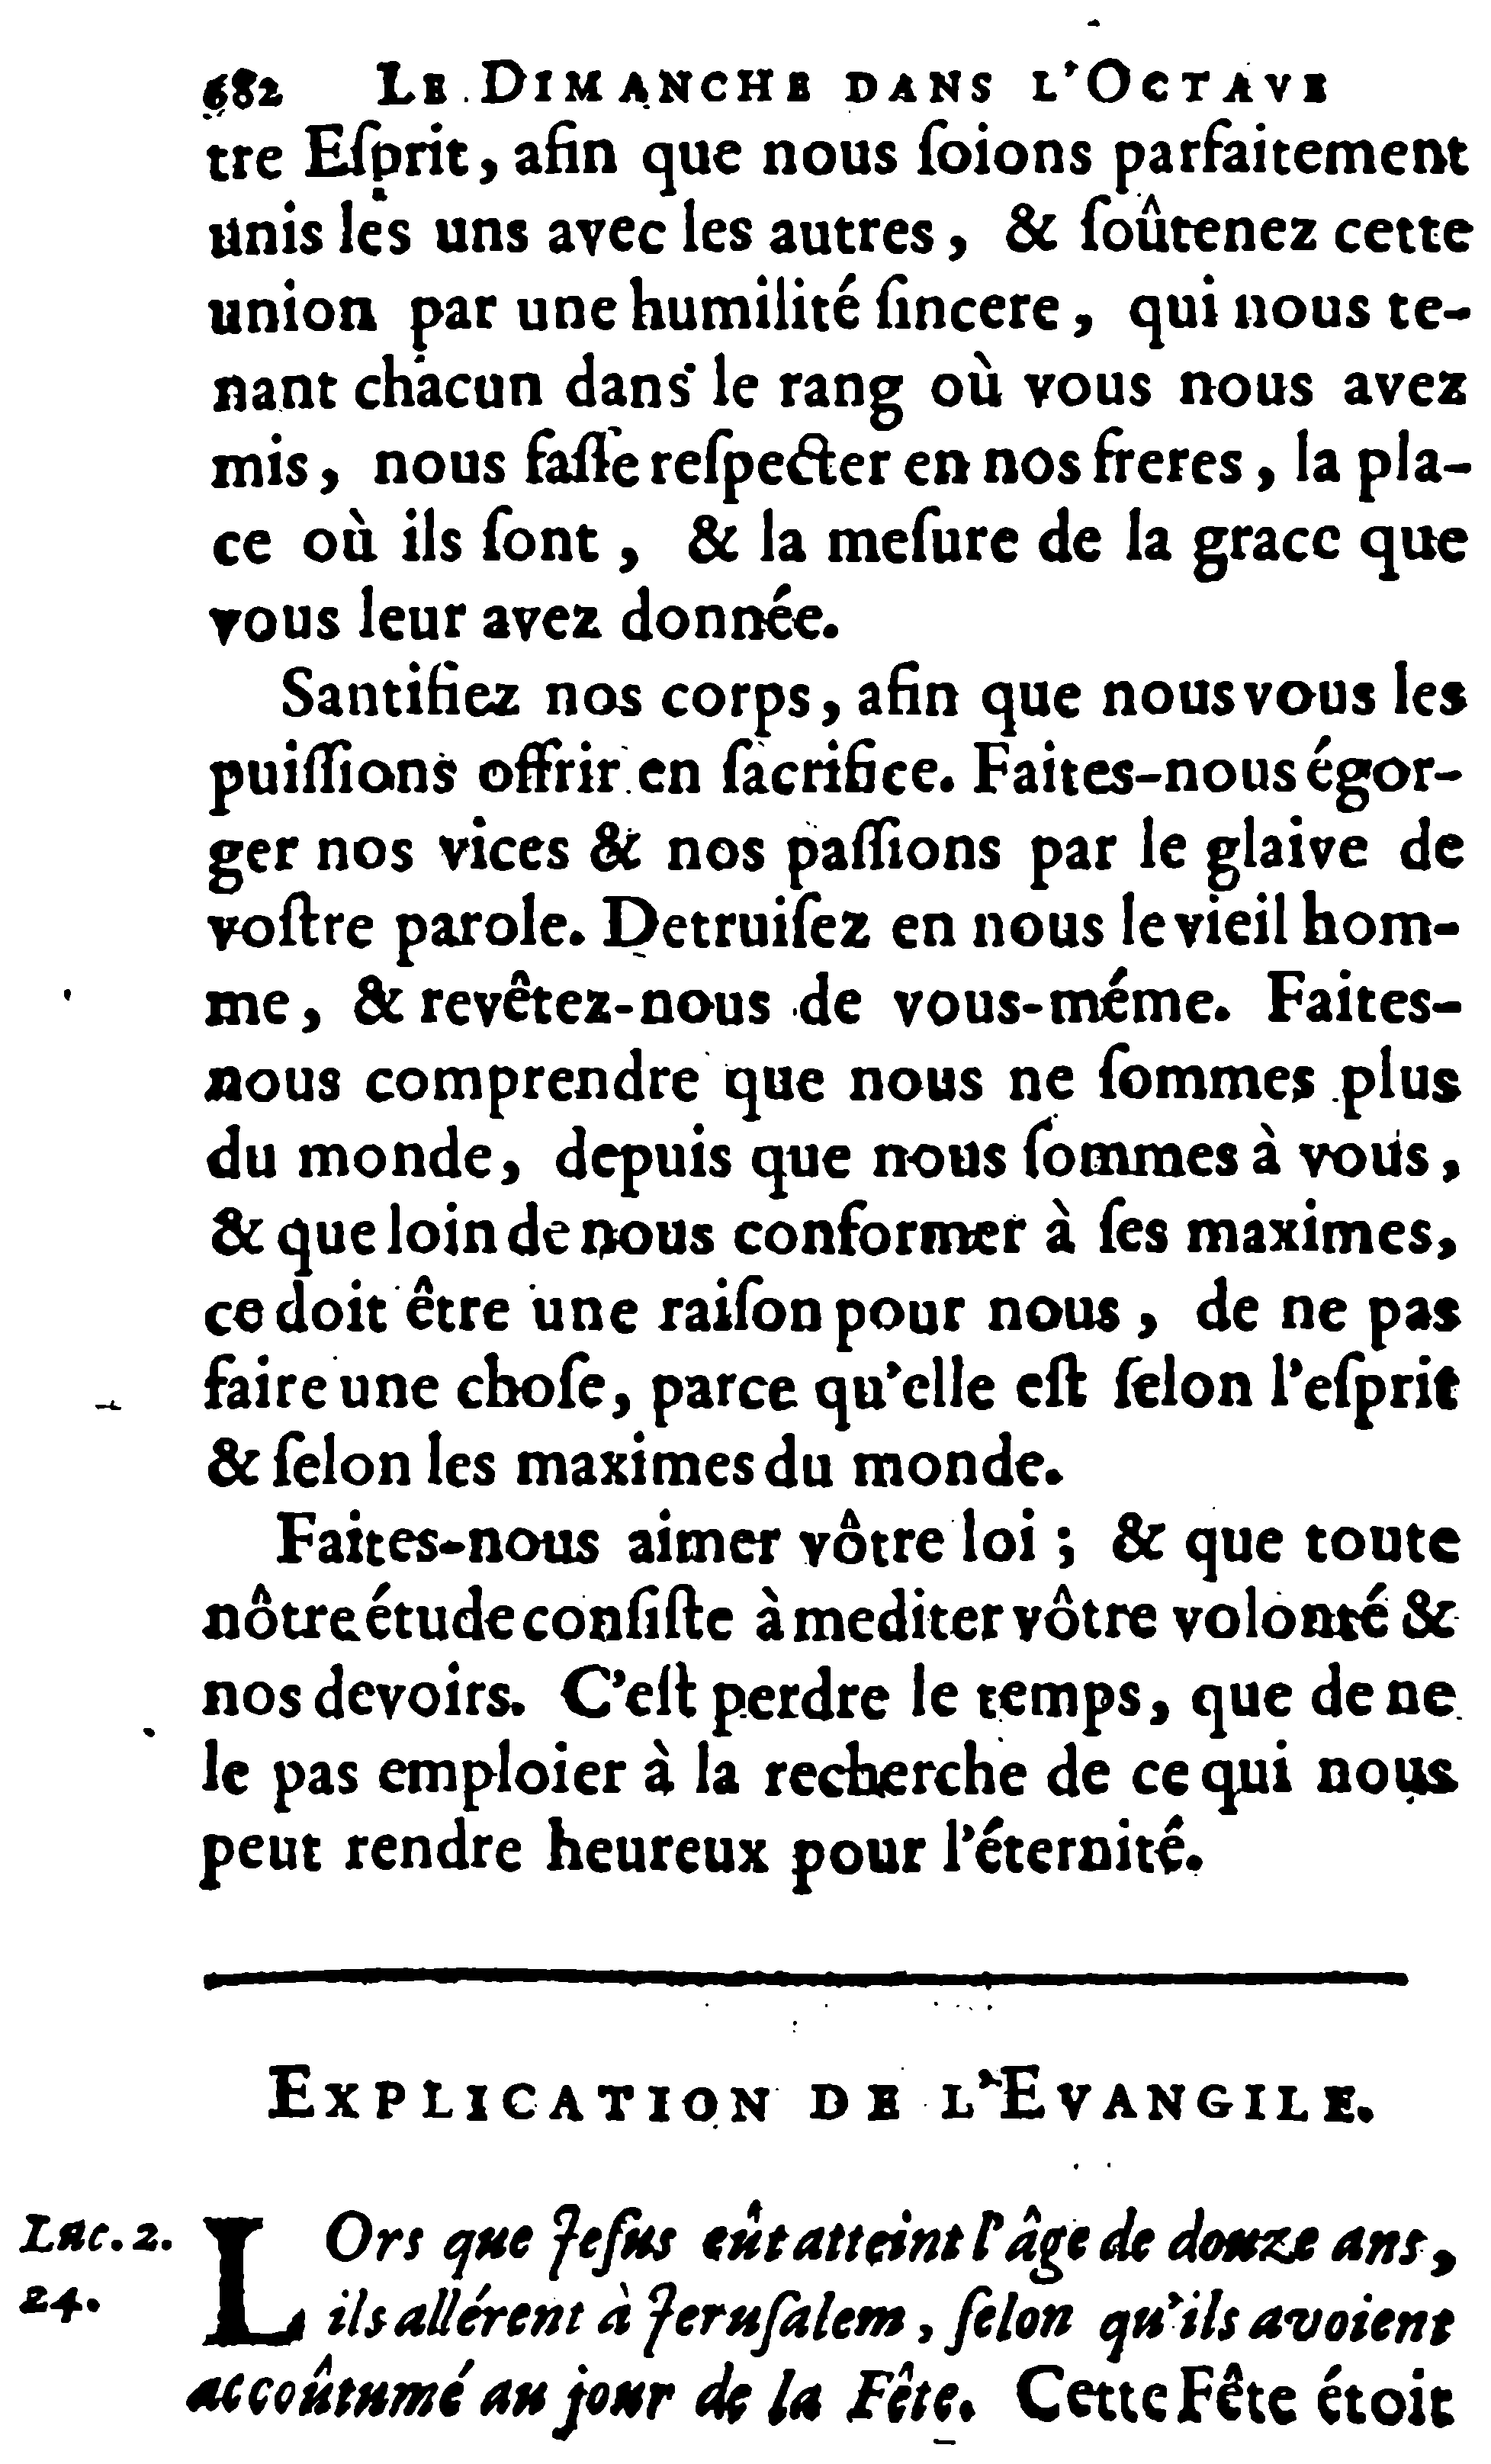 682 LE DIMANCHE DANS L'OCTAVE
tre Eſprit, afin que nous ſoions parfaitement
unis les uns avec les autres, & ſoûtenez cette
union par une humilité ſincere, qui nous te-
nant chacun dans le rang où vous nous avez
mis, nous faſſe reſpecter en nos freres, la pla-
ce où ils ſont, & la meſure de la grace que
vous leur avez donnée.
Santifiez nos corps, afin que nous vous les
puiſſions offrir en ſacrifice. Faites-nous égor-
ger nos vices & nos paſſions par le glaive de
voſtre parole. Detruiſez en nous le vieil hom-
me, & revêtez-nous de vous-méme. Faites-
nous comprendre que nous ne ſommes plus
du monde, depuis que nous ſommes à vous,
& que loin de nous conformer à ſes maximes,
ce doit être une raiſon pour nous, de ne pas
faire une choſe, parce qu'elle eſt ſelon l'eſprit
& ſelon les maximes du monde.
Faites-nous aimer vôtre loi; & que toute
nôtre étude conſiſte à mediter vôtre volonté &
nos devoirs. C'eſt perdre le temps, que de ne
le pas emploier à la recherche de ce qui nous
peut rendre heureux pour l'éternité.
EXPLICATION DE L'EVANGILE.
Luc. 2.
24.
LOrs que Jeſus eût atteint l'âge de douze ans,
ils allérent à Jeruſalem, ſelon qu'ils avoient
accoûtumé au jour de la Fête. Cette Fête étoit